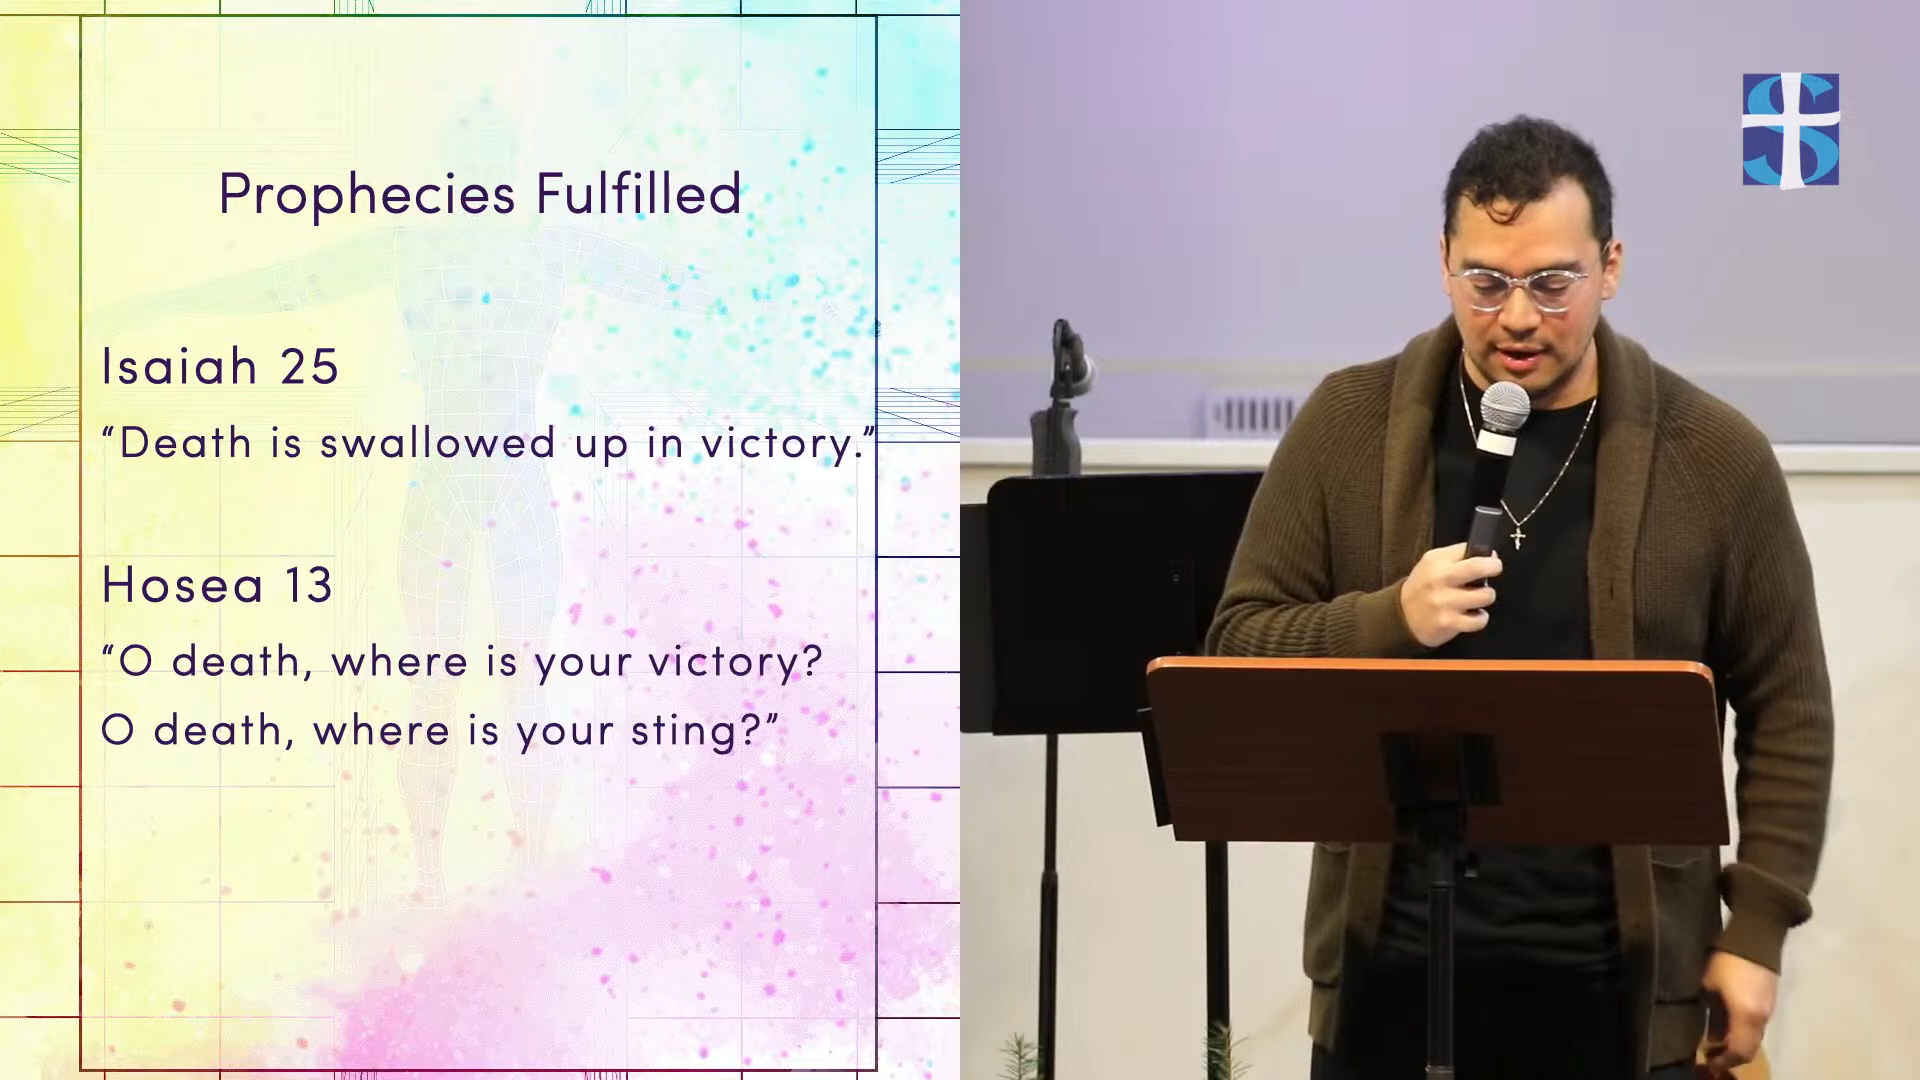 Prophecies Fulfilled
Isaiah 25
“Death is swallowed up in victory.”
Hosea 13
“O death, where is your victory?
O death, where is your sting?”
S